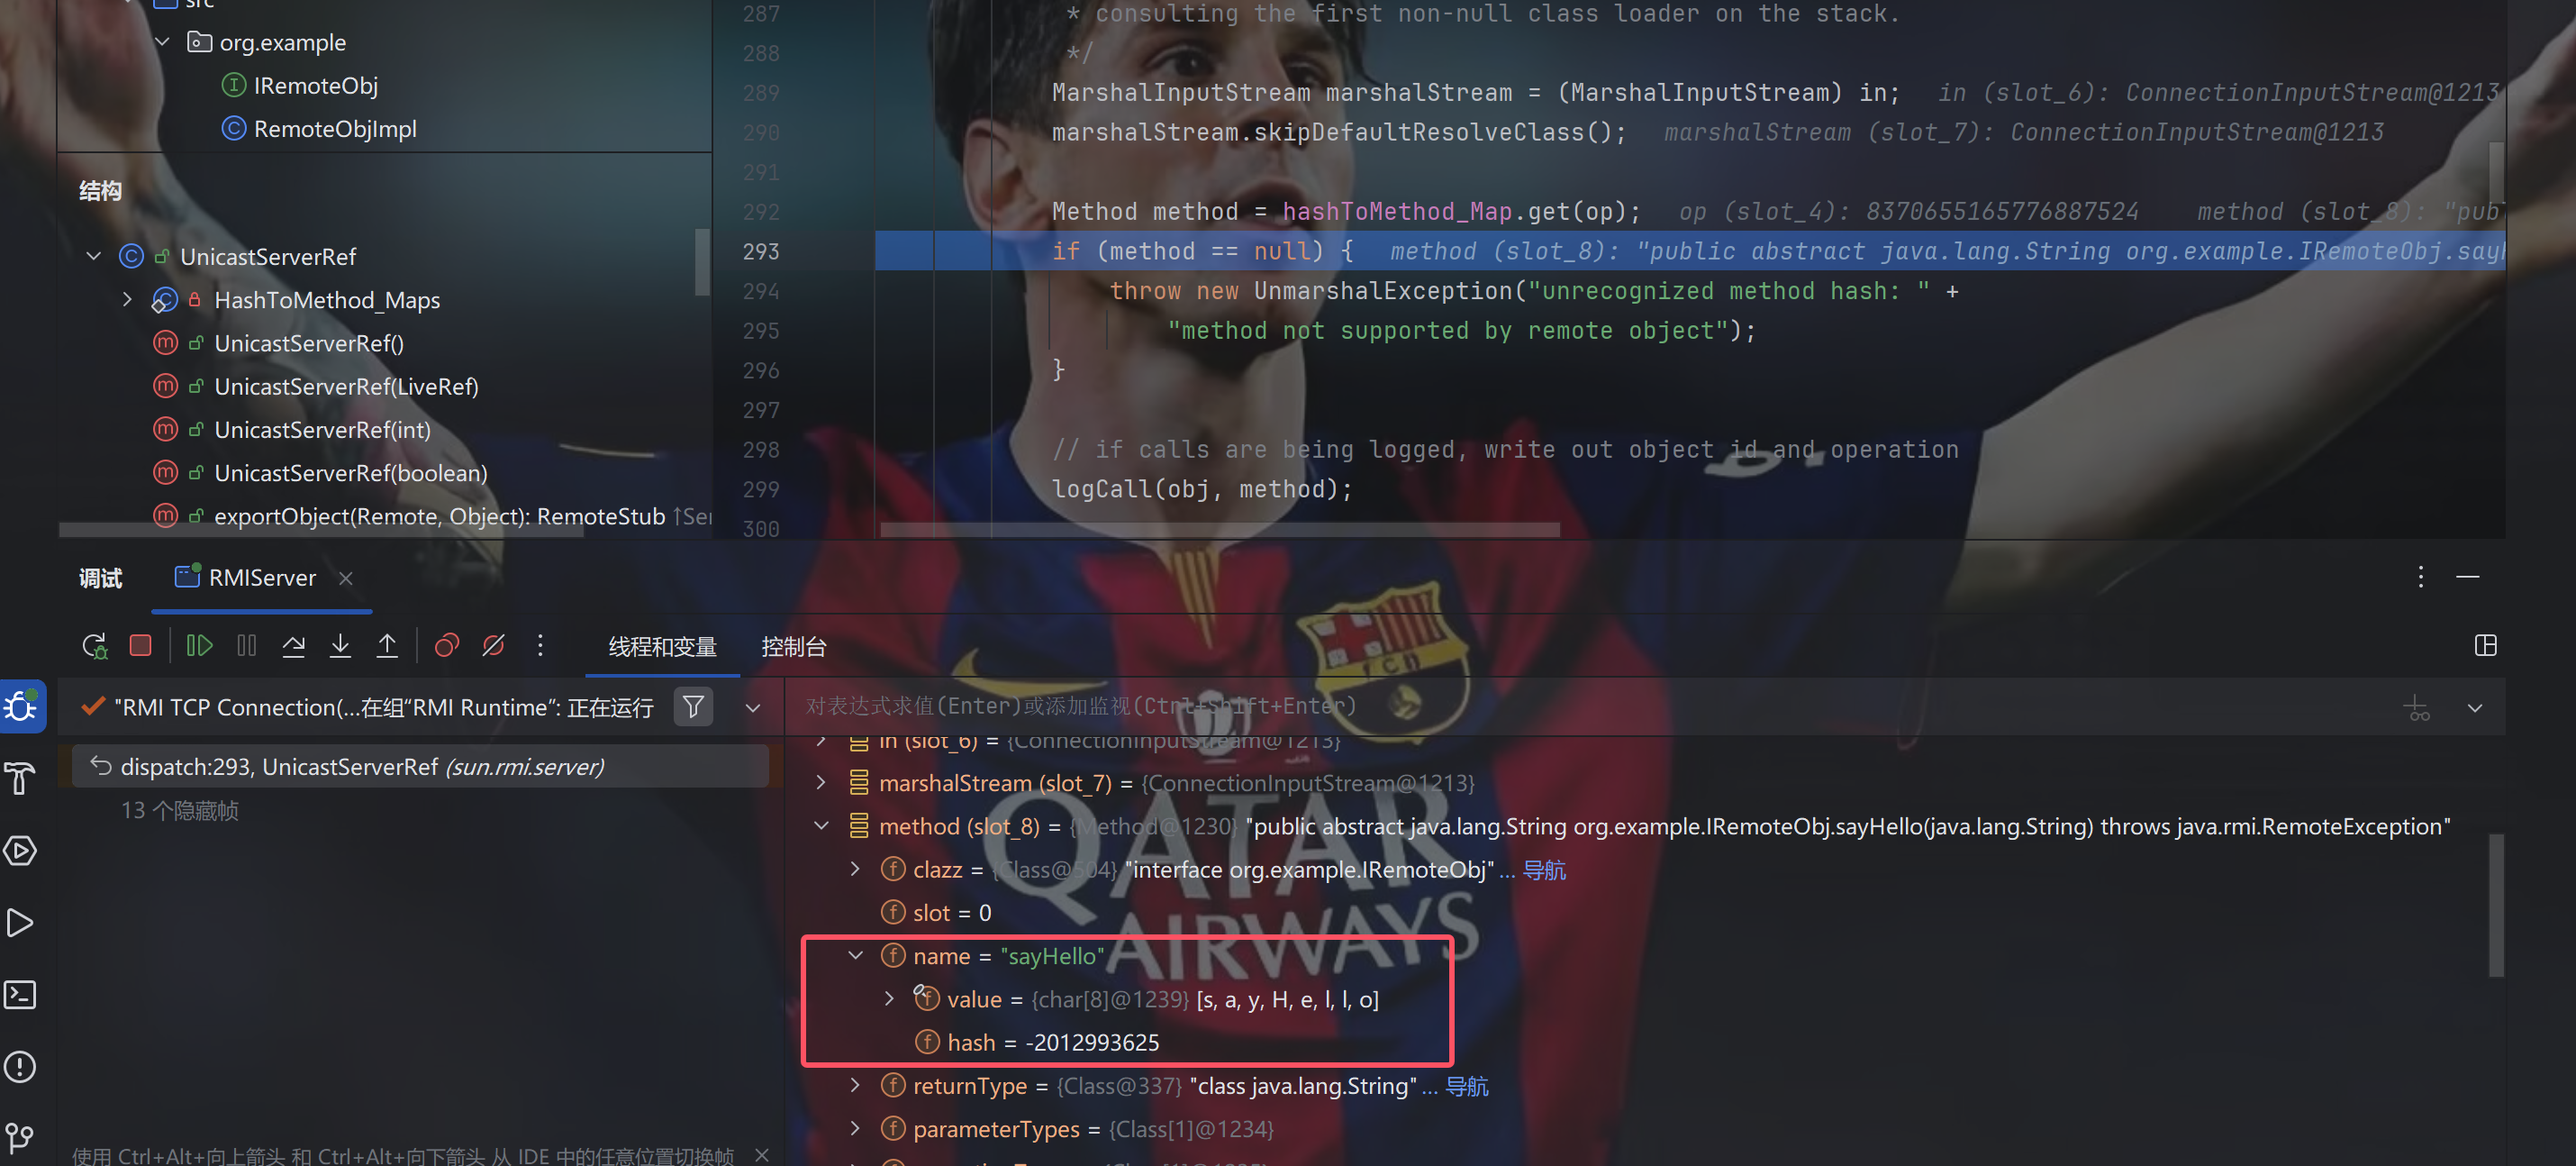 src
org.example
IRemoteObj
RemoteObjImpl
结构
UnicastServerRef
HashToMethod_Maps
UnicastServerRef()
UnicastServerRef(LiveRef)
UnicastServerRef(int)
UnicastServerRef(boolean)
exportObject(Remote, Object): RemoteStub ↑Ser
287 * consulting the first non-null class loader on the stack.
288 */
289 MarshalInputStream marshalStream = (MarshalInputStream) in; in (slot_6): ConnectionInputStream@1213
290 marshalStream.skipDefaultResolveClass(); marshalStream (slot_7): ConnectionInputStream@1213
291
292 Method method = hashToMethod_Map.get(op); op (slot_4): 8370655165776887524 method (slot_8): "pub
293 if (method == null) { method (slot_8): "public abstract java.lang.String org.example.IRemoteObj.sayH
294 throw new UnmarshalException("unrecognized method hash: " +
295 "method not supported by remote object");
296 }
297
298 // if calls are being logged, write out object id and operation
299 logCall(obj, method);
300
调试 RMIServer
线程和变量 控制台
"RMI TCP Connection(...在组“RMI Runtime”: 正在运行
对表达式求值(Enter)或添加监视(Ctrl+Shift+Enter)
dispatch:293, UnicastServerRef (sun.rmi.server)
13 个隐藏帧
in (slot_6) = {ConnectionInputStream@1213}
marshalStream (slot_7) = {ConnectionInputStream@1213}
method (slot_8) = {Method@1230} "public abstract java.lang.String org.example.IRemoteObj.sayHello(java.lang.String) throws java.rmi.RemoteException"
clazz = {Class@504} "interface org.example.IRemoteObj" ... 导航
slot = 0
name = "sayHello"
value = {char[8]@1239} [s, a, y, H, e, l, l, o]
hash = -2012993625
returnType = {Class@337} "class java.lang.String" ... 导航
parameterTypes = {Class[1]@1234}
使用 Ctrl+Alt+向上箭头 和 Ctrl+Alt+向下箭头 从 IDE 中的任意位置切换帧
fcb
QATAR
AIRWAYS